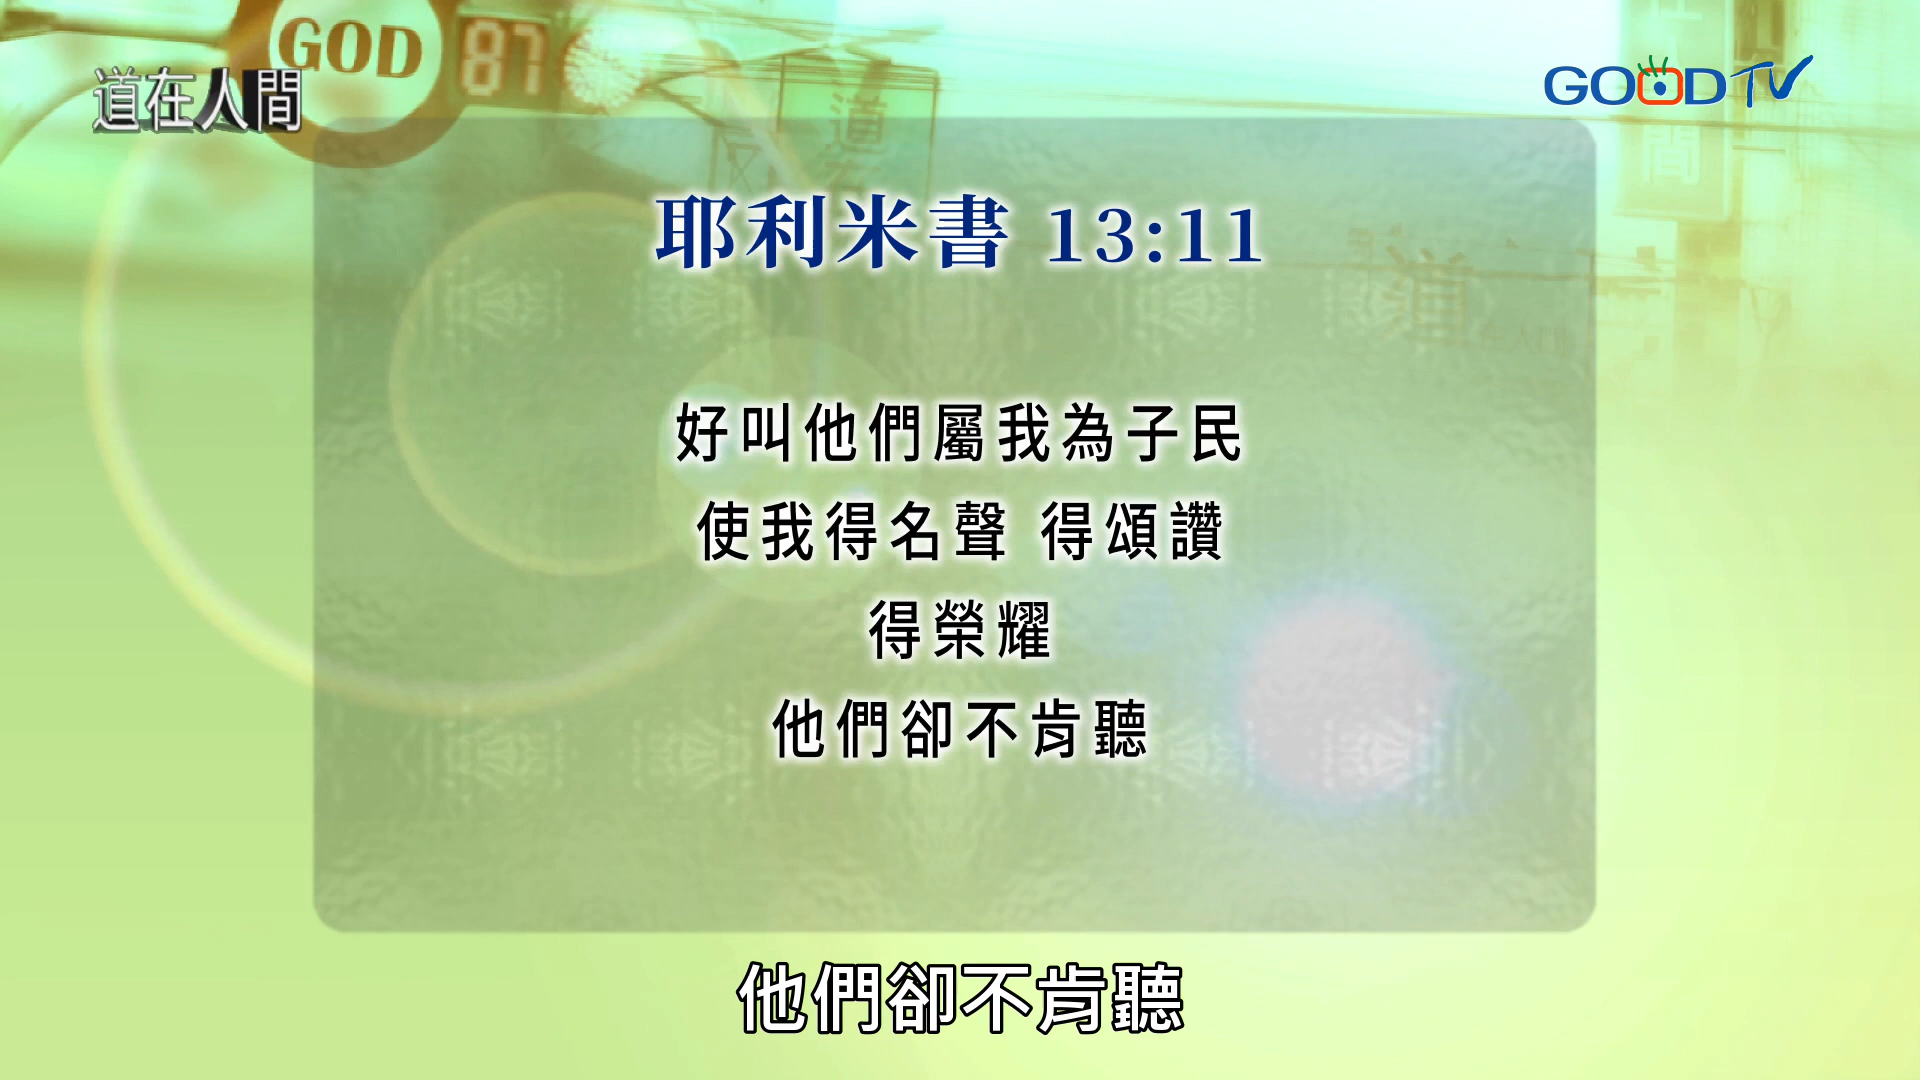 GOD 87
道在人間
GOOD TV
耶利米書 13:11
好叫他們屬我為子民
使我得名聲 得頌讚
得榮耀
他們卻不肯聽
他們卻不肯聽